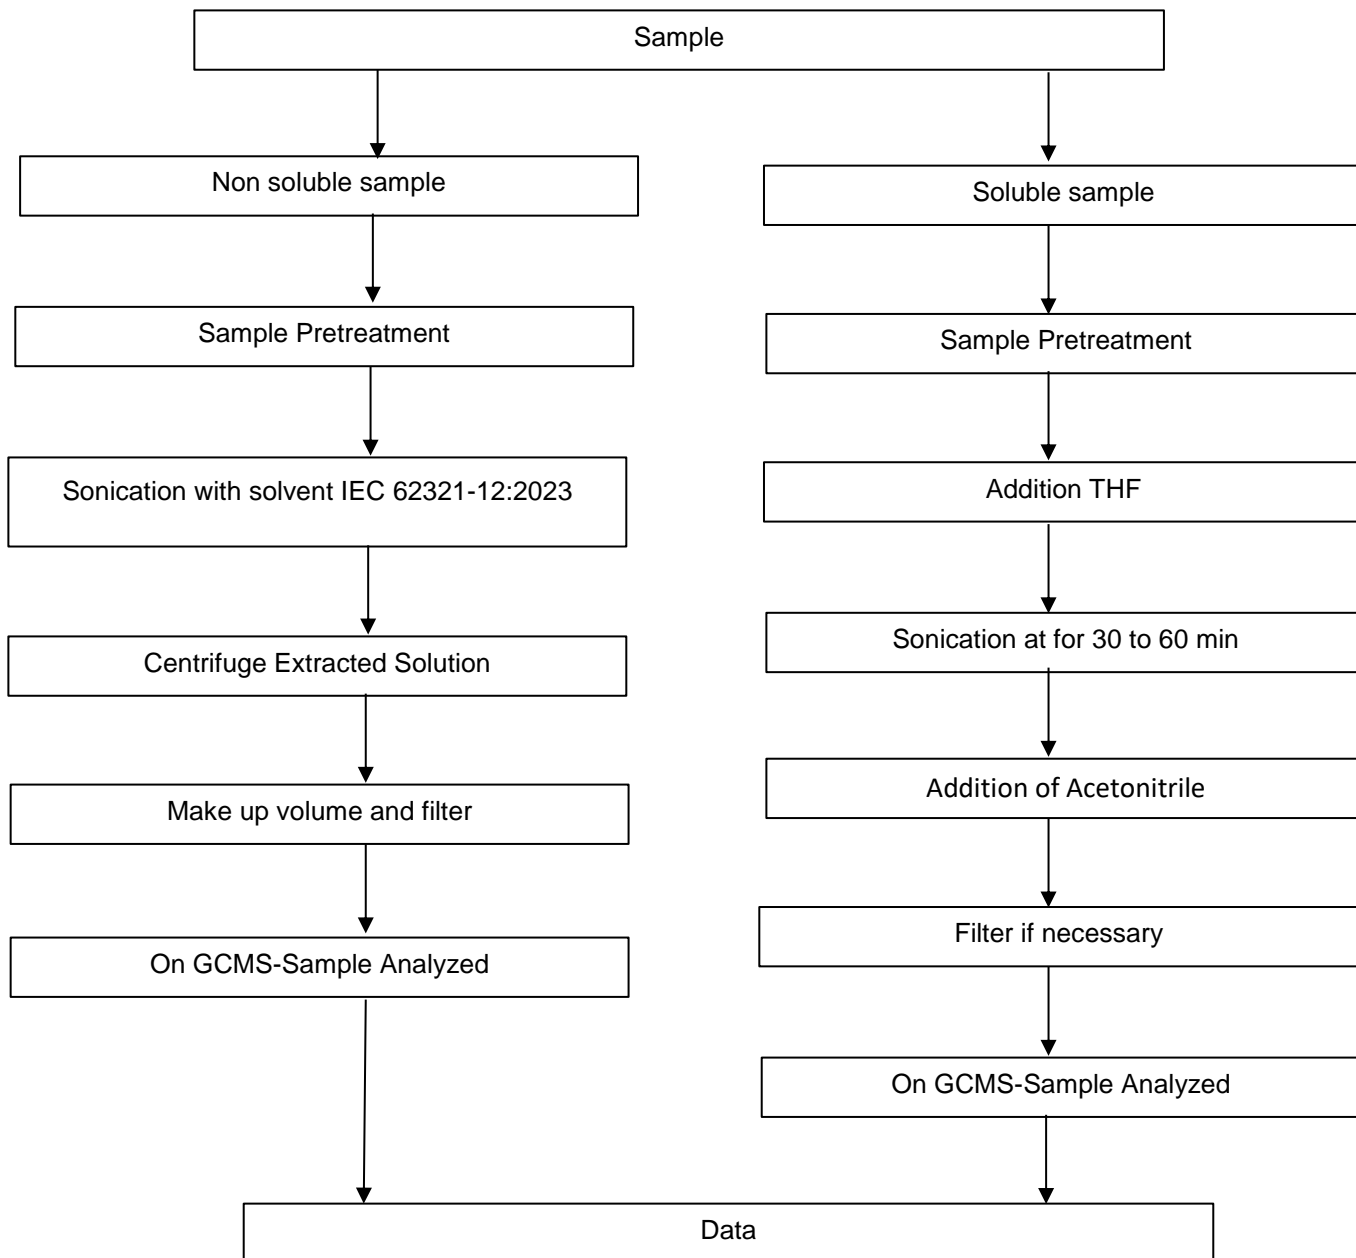 Sample
Non soluble sample
Soluble sample
Sample Pretreatment
Sample Pretreatment
Sonication with solvent IEC 62321-12:2023
Addition THF
Centrifuge Extracted Solution
Sonication at for 30 to 60 min
Make up volume and filter
Addition of Acetonitrile
On GCMS-Sample Analyzed
Filter if necessary
On GCMS-Sample Analyzed
Data